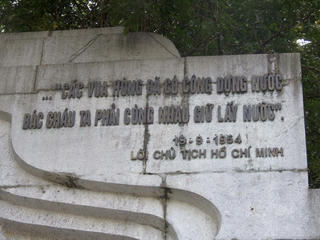 ..."CÁC VUA HÙNG ĐÃ CÓ CÔNG DỰNG NƯỚC
BÁC CHÁU TA PHẢI CÙNG NHAU GIỮ LẤY NƯỚC".
19-9-1954
LỜI CHỦ TỊCH HỒ CHÍ MINH